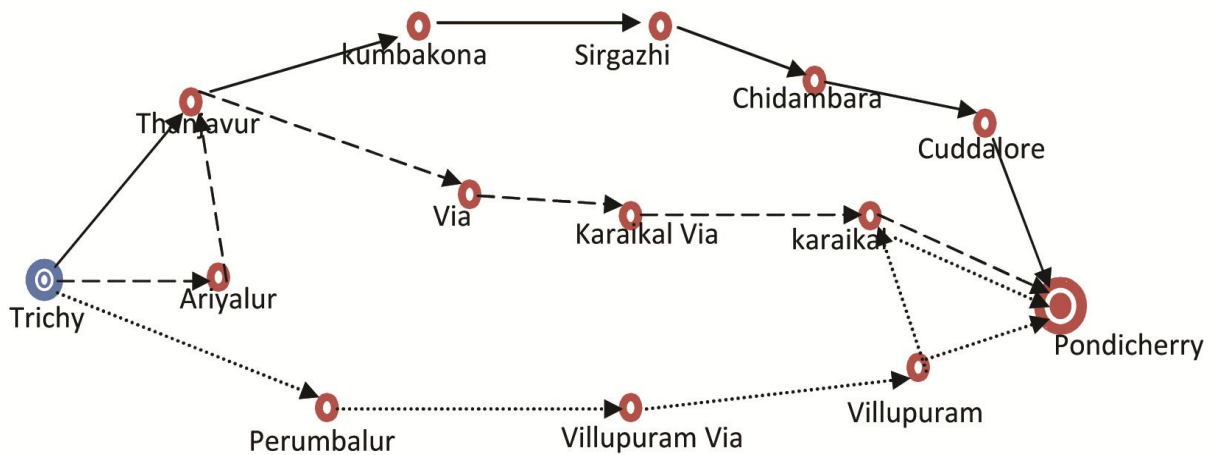 kumbakona
Sirgazhi
Chidambara
Thanjavur
Cuddalore
Via
Karaikal Via
karaikal
Ariyalur
Trichy
Pondicherry
Villupuram
Perumbalur
Villupuram Via